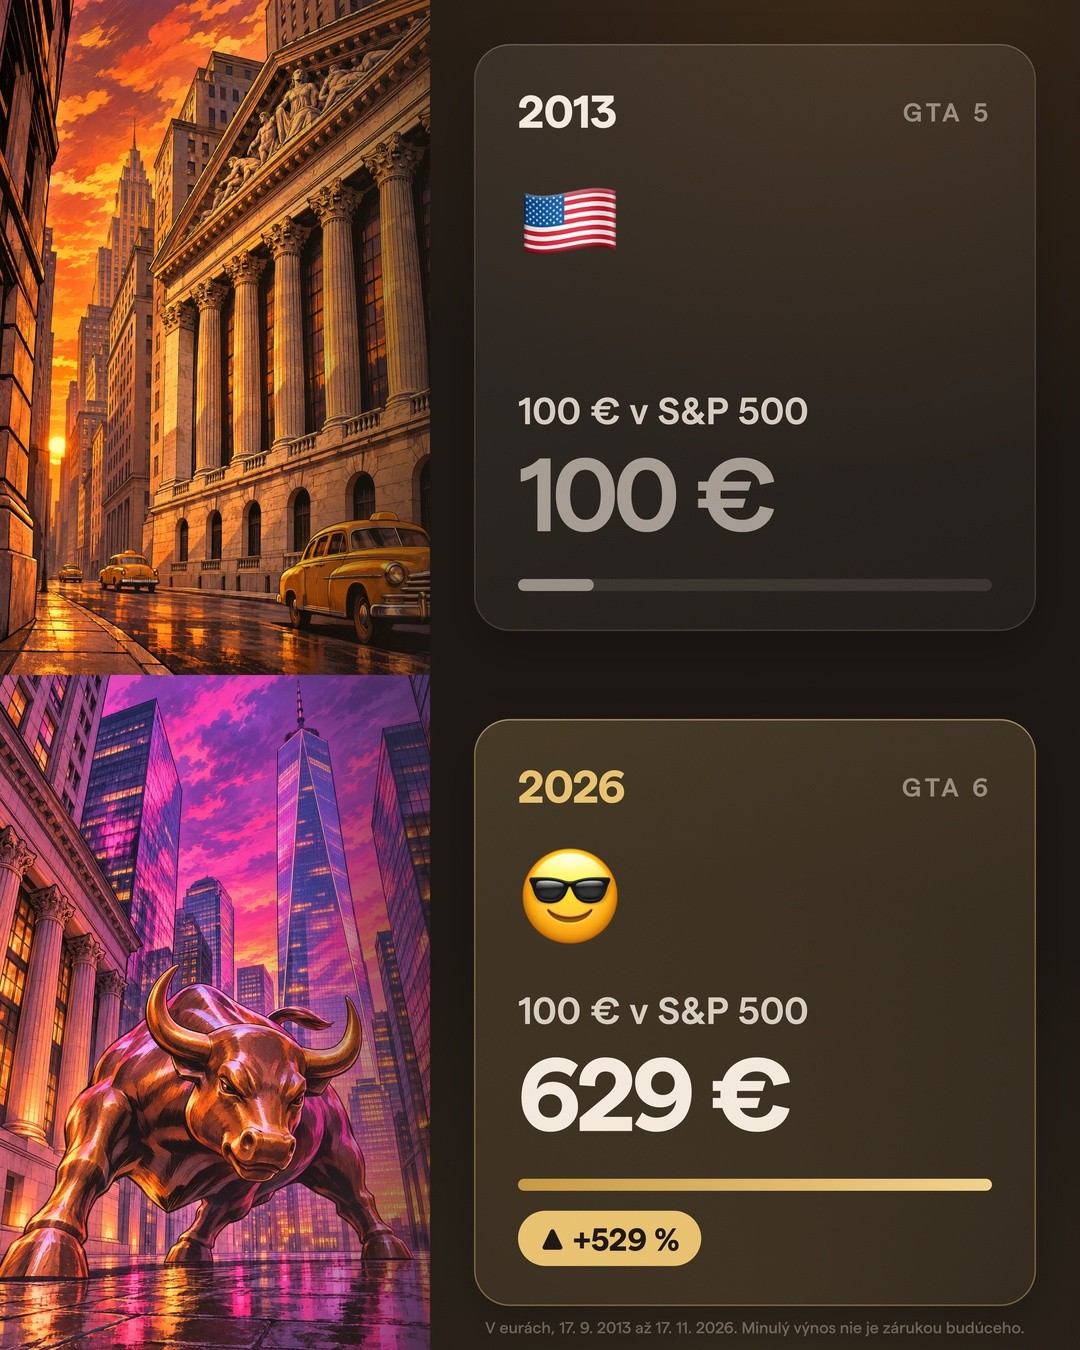 2013
GTA 5
100 € v S&P 500
100 €
2026
GTA 6
100 € v S&P 500
629 €
▲ +529 %
V eurách, 17. 9. 2013 až 17. 11. 2026. Minulý výnos nie je zárukou budúceho.